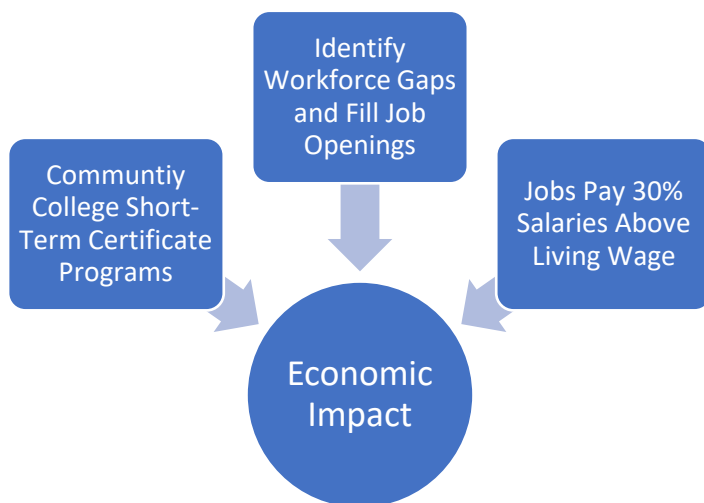 Identify
Workforce Gaps
and Fill Job
Openings
Communtiy
College Short-
Term Certificate
Programs
Jobs Pay 30%
Salaries Above
Living Wage
Economic
Impact